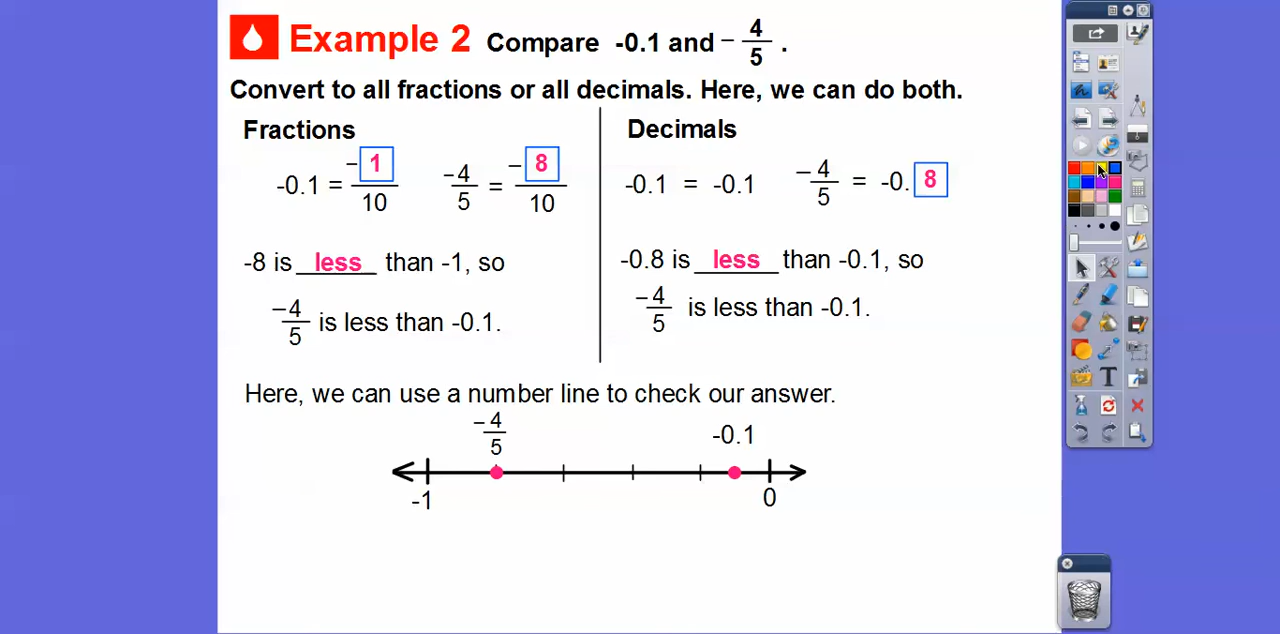 Example 2 Compare -0.1 and -4/5 .
Convert to all fractions or all decimals. Here, we can do both.
Fractions
-0.1 = -1/10 -4/5 = -8/10
-8 is less than -1, so
-4/5 is less than -0.1.
Decimals
-0.1 = -0.1 -4/5 = -0.8
-0.8 is less than -0.1, so
-4/5 is less than -0.1.
Here, we can use a number line to check our answer.
-4/5 -0.1
-1 0